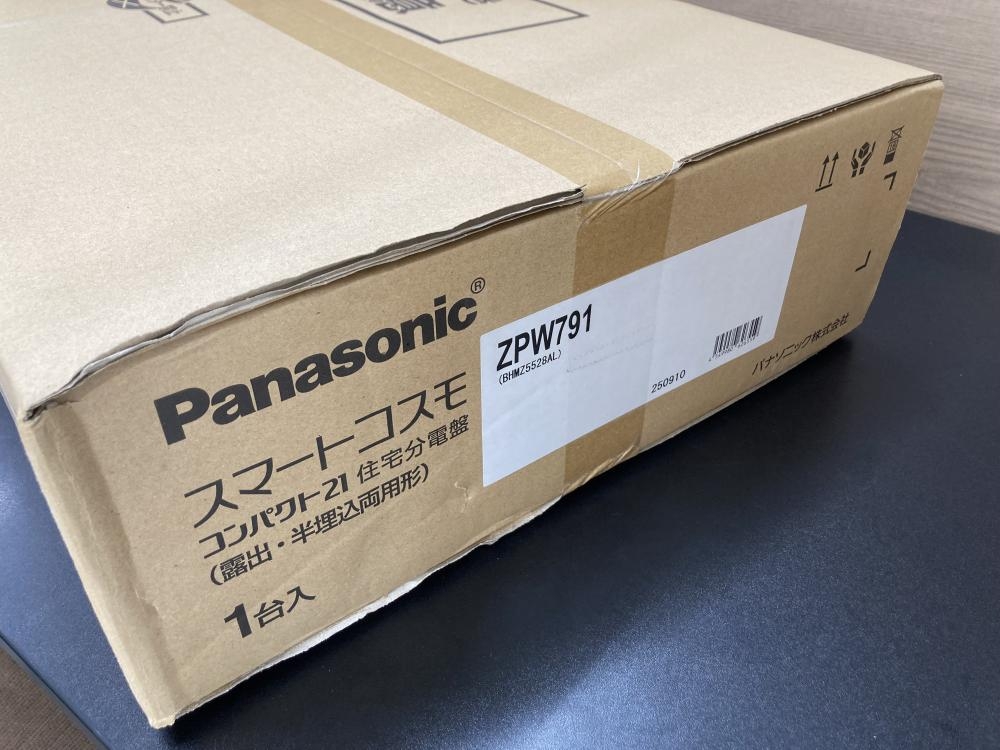 Panasonic®
スマートコスモ
コンパクト21 住宅分電盤
(露出・半埋込両用形)
1台入
ZPW791
(BHMZ5528AL)
250910
パナソニック株式会社